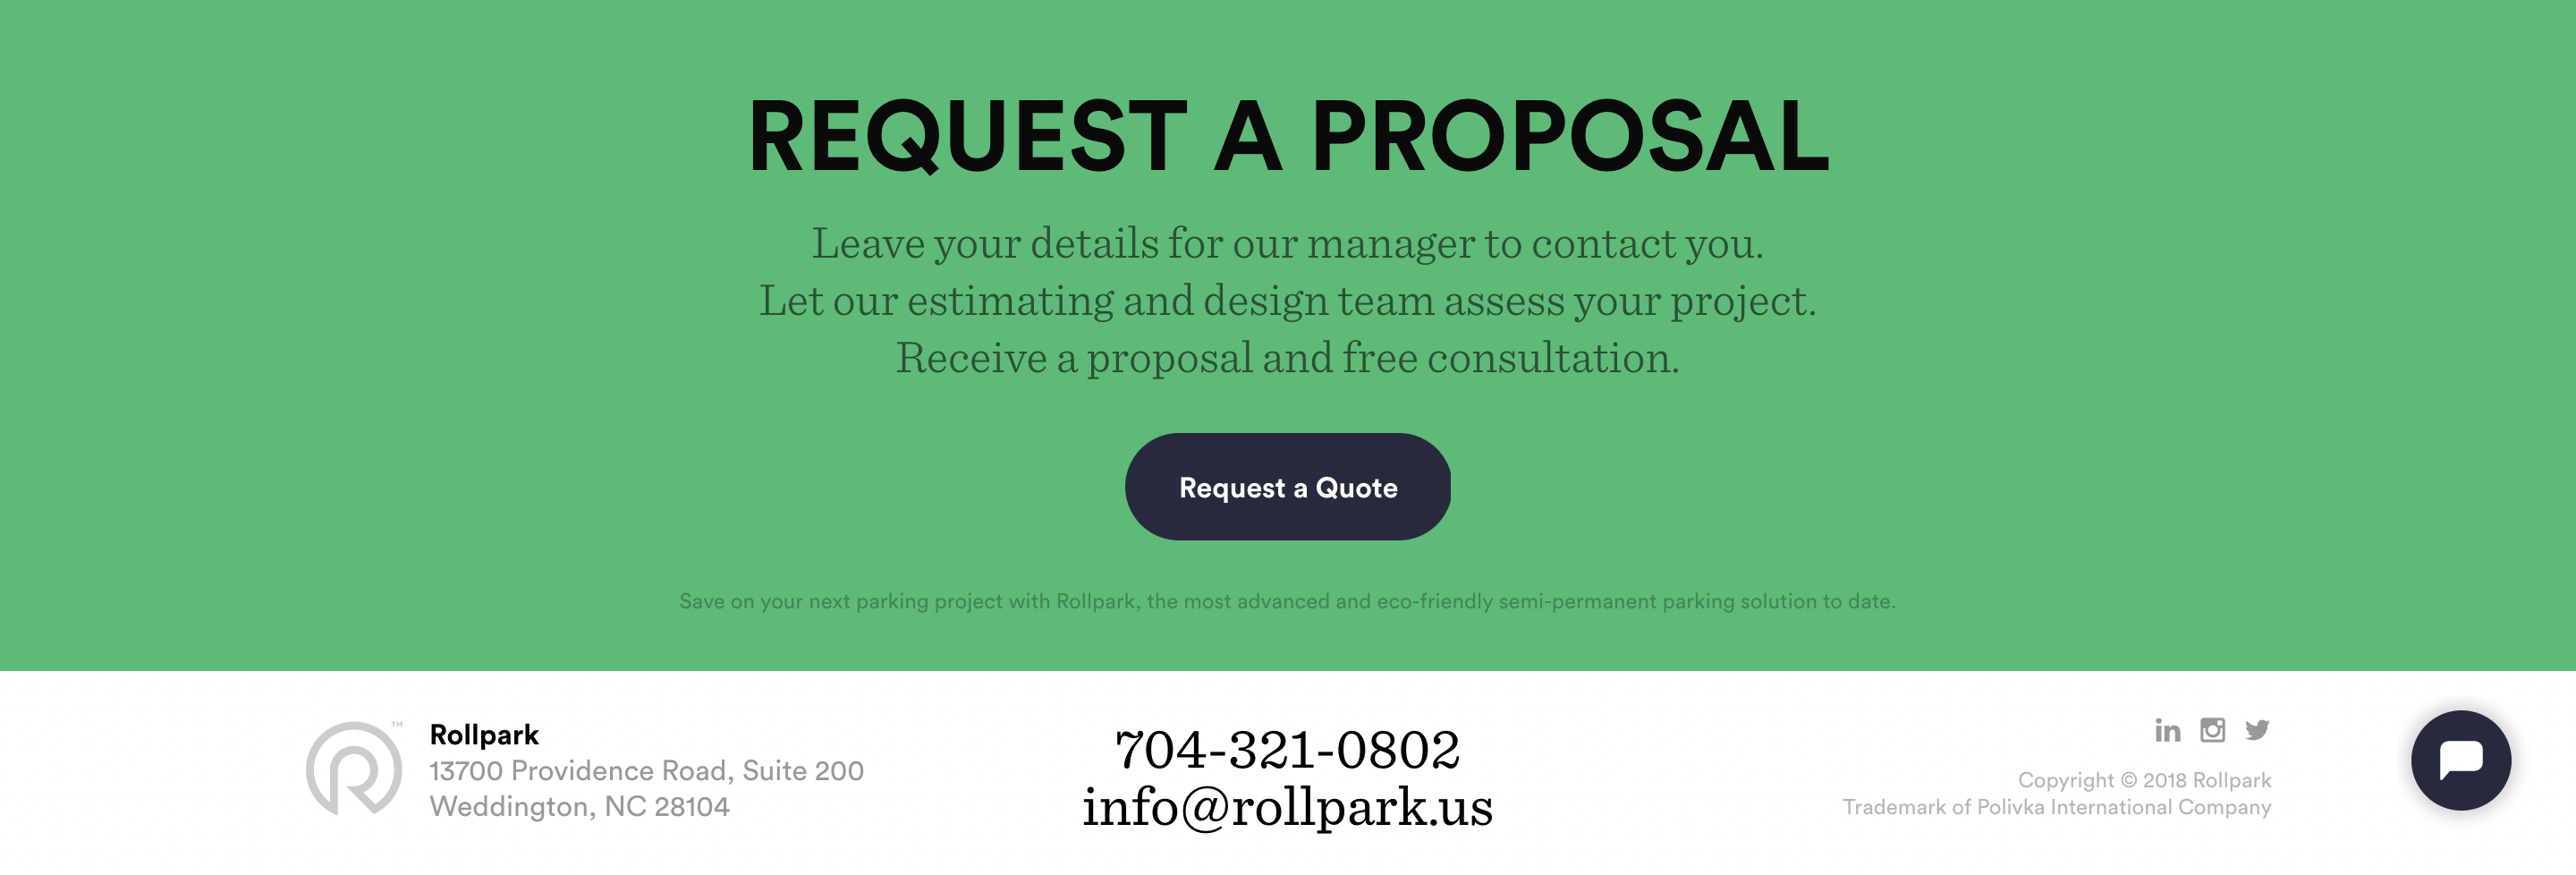 REQUEST A PROPOSAL
Leave your details for our manager to contact you.
Let our estimating and design team assess your project.
Receive a proposal and free consultation.
Request a Quote
Save on your next parking project with Rollpark, the most advanced and eco-friendly semi-permanent parking solution to date.
TM
Rollpark
13700 Providence Road, Suite 200
Weddington, NC 28104
704-321-0802
info@rollpark.us
in
Copyright © 2018 Rollpark
Trademark of Polivka International Company